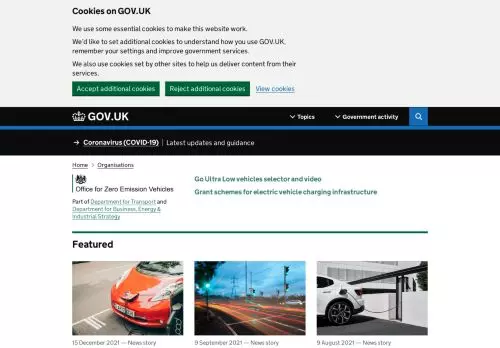 Cookies on GOV.UK
We use some essential cookies to make this website work.
We'd like to set additional cookies to understand how you use GOV.UK,
remember your settings and improve government services.
We also use cookies set by other sites to help us deliver content from their
services.
Accept additional cookies
Reject additional cookies
View cookies
GOV.UK
Topics
Government activity
→ Coronavirus (COVID-19)
Latest updates and guidance
Home > Organisations
Office for Zero Emission Vehicles
Part of Department for Transport and
Department for Business, Energy &
Industrial Strategy
Go Ultra Low vehicles selector and video
Grant schemes for electric vehicle charging infrastructure
Featured
15 December 2021 — News story
9 September 2021 — News story
9 August 2021 — News story